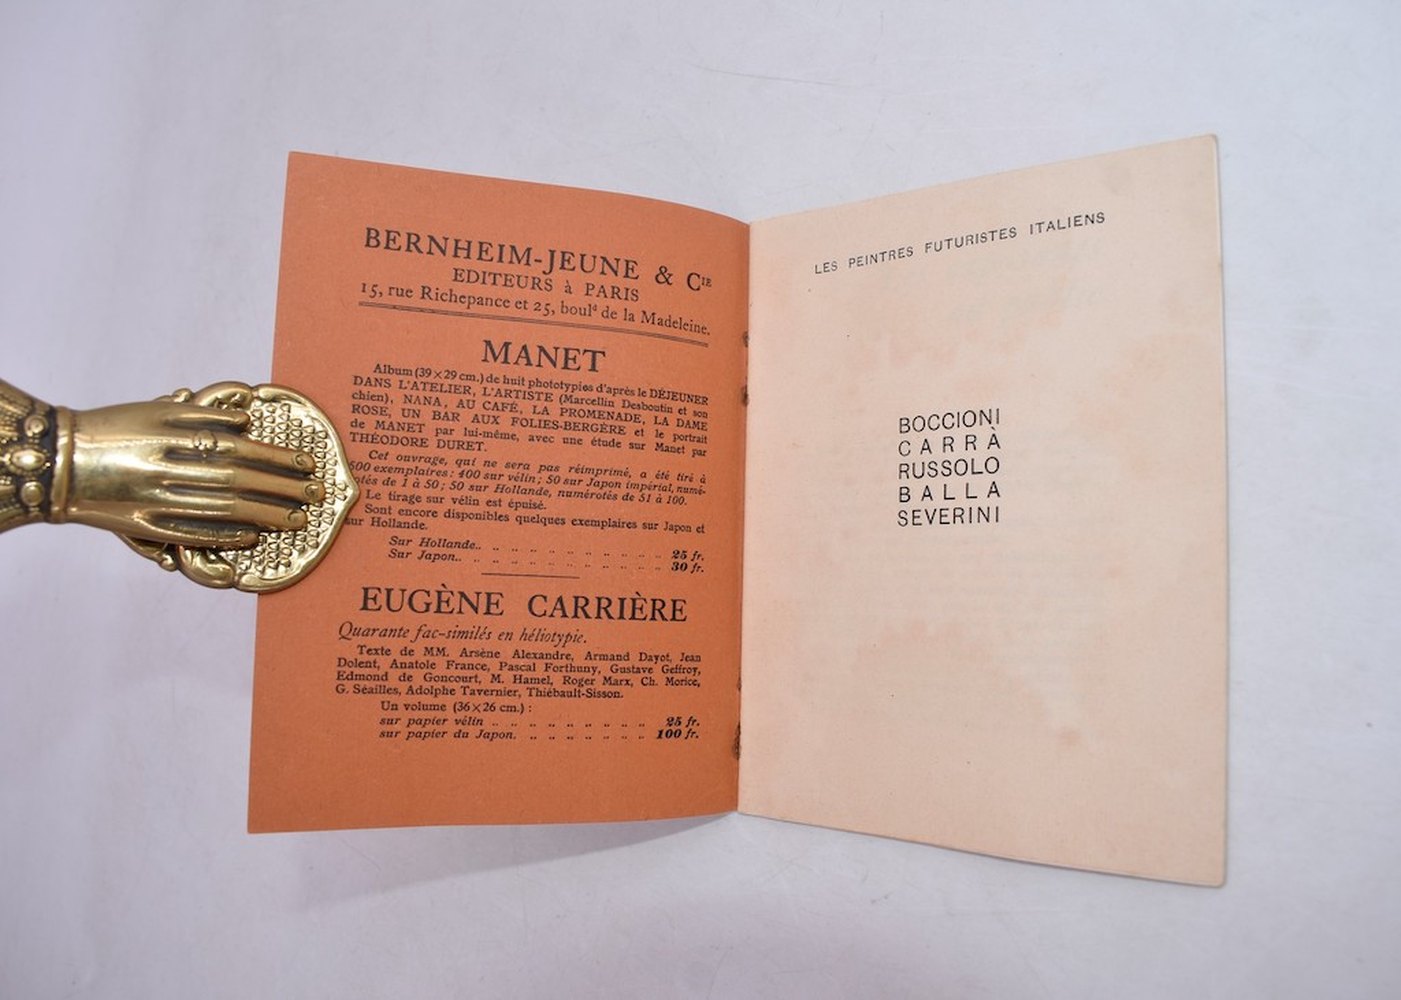 BERNHEIM-JEUNE & CIE
EDITEURS à PARIS
15, rue Richepance et 25, bould de la Madeleine.
MANET
Album (39 × 29 cm.) de huit phototypies d'après le DÉJEUNER
DANS L'ATELIER, L'ARTISTE (Marcellin Desboutin et son
chien), NANA, AU CAFÉ, LA PROMENADE, LA DAME
ROSE, UN BAR AUX FOLIES-BERGÈRE et le portrait
de MANET par lui-même, avec une étude sur Manet par
THÉODORE DURET.
Cet ouvrage, qui ne sera pas réimprimé, a été tiré à
500 exemplaires : 400 sur vélin ; 50 sur Japon impérial, numé-
rotés de 1 à 50 ; 50 sur Hollande, numérotés de 51 à 100.
Le tirage sur vélin est épuisé.
Sont encore disponibles quelques exemplaires sur Japon et
sur Hollande.
Sur Hollande.. .. .. .. .. .. .. .. .. .. .. 25 fr.
Sur Japon.. .. .. .. .. .. .. .. .. .. .. .. 30 fr.
EUGÈNE CARRIÈRE
Quarante fac-similés en héliotypie.
Texte de MM. Arsène Alexandre, Armand Dayot, Jean
Dolent, Anatole France, Pascal Forthuny, Gustave Geffroy,
Edmond de Goncourt, M. Hamel, Roger Marx, Ch. Morice,
G. Séailles, Adolphe Tavernier, Thiébault-Sisson.
Un volume (36 × 26 cm.) :
sur papier vélin .. .. .. .. .. .. .. .. .. 25 fr.
sur papier du Japon. .. .. .. .. .. .. .. 100 fr.
LES PEINTRES FUTURISTES ITALIENS
BOCCIONI
CARRÀ
RUSSOLO
BALLA
SEVERINI